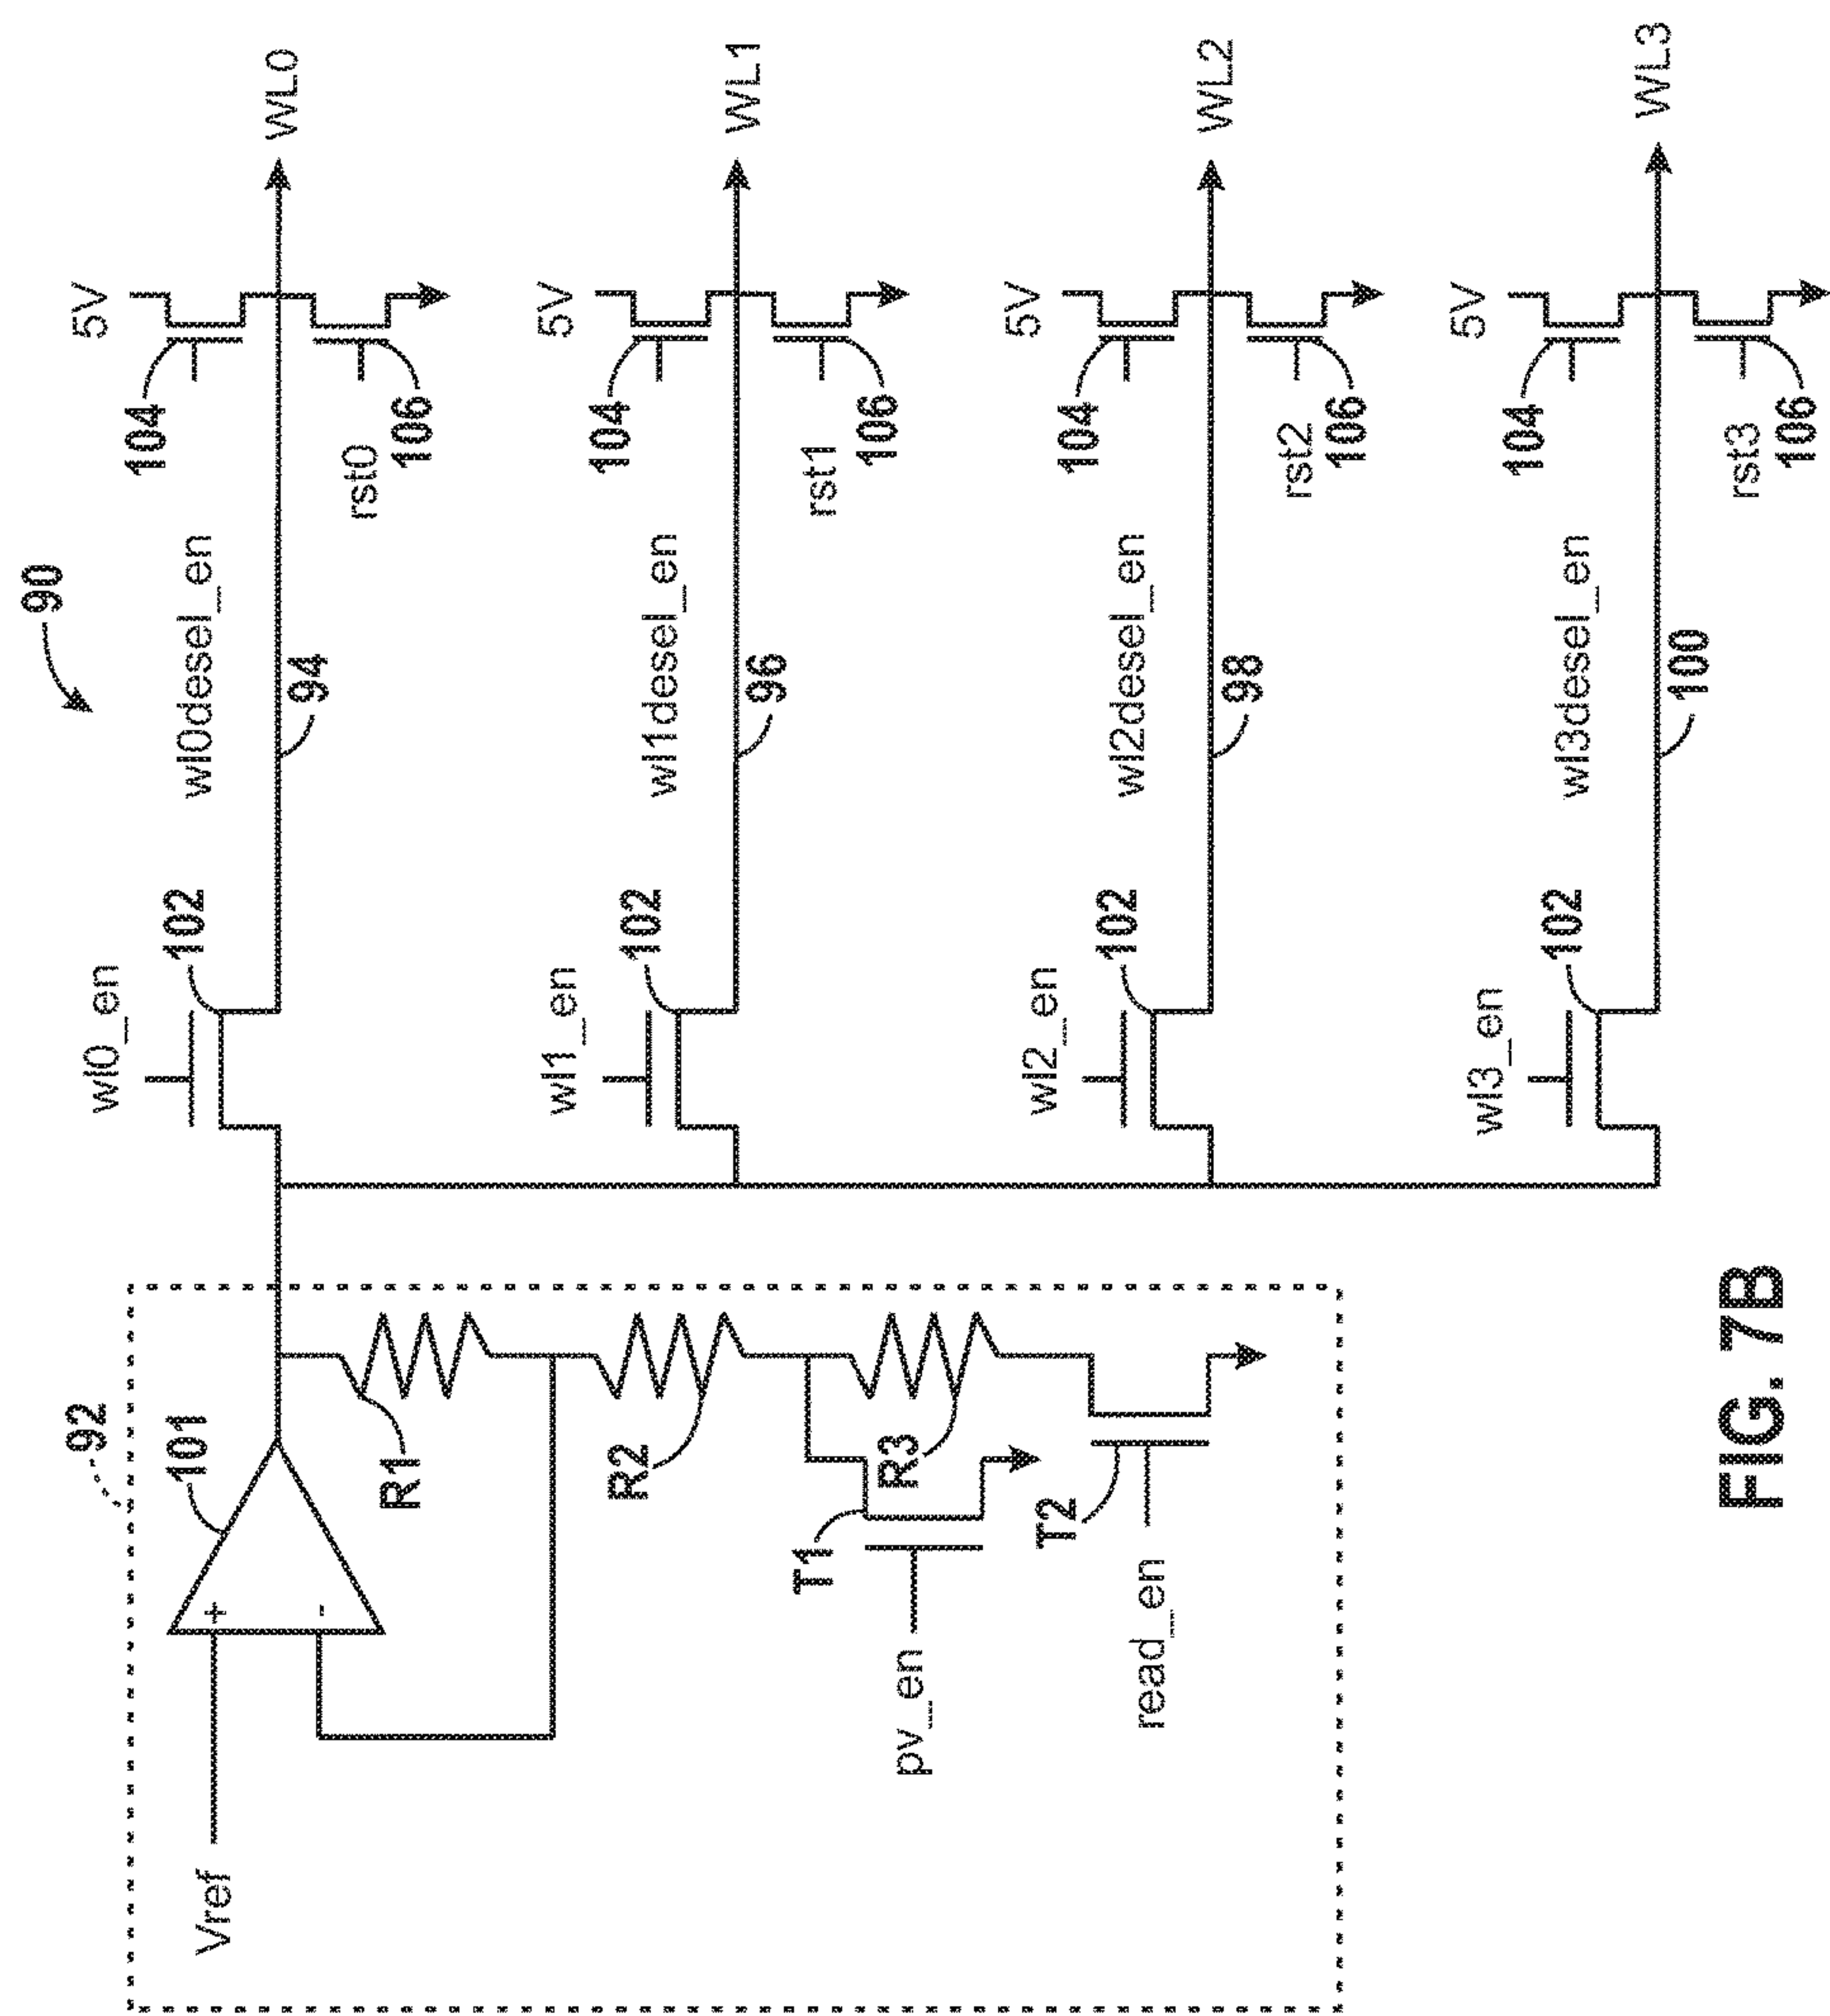 90
92
Vref
+
-
101
R1
R2
R3
T1
pv_en
T2
read_en
wl0_en
102
94
wl0desel_en
5V
104
rst0
106
WL0
wl1_en
102
96
wl1desel_en
5V
104
rst1
106
WL1
wl2_en
102
98
wl2desel_en
5V
104
rst2
106
WL2
wl3_en
102
100
wl3desel_en
5V
104
rst3
106
WL3
FIG. 7B